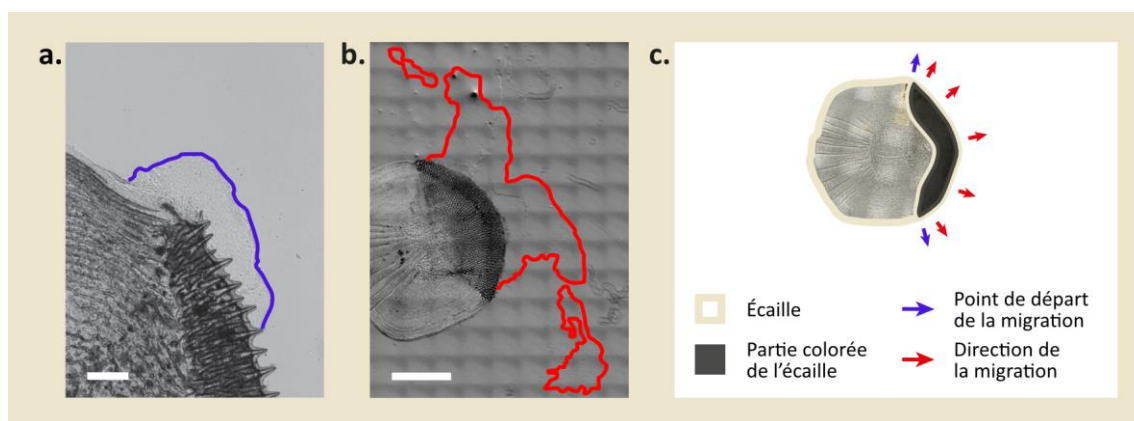 a.
b.
c.
Écaille
Point de départ
de la migration
Partie colorée
de l’écaille
Direction de
la migration